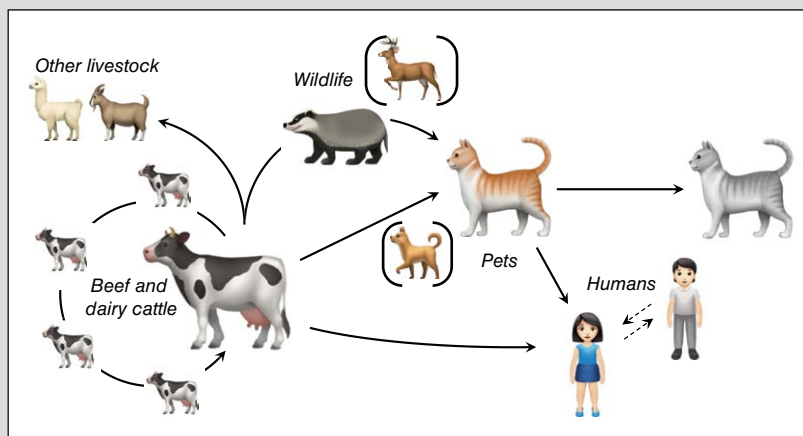 Other livestock
Wildlife
Beef and
dairy cattle
Pets
Humans